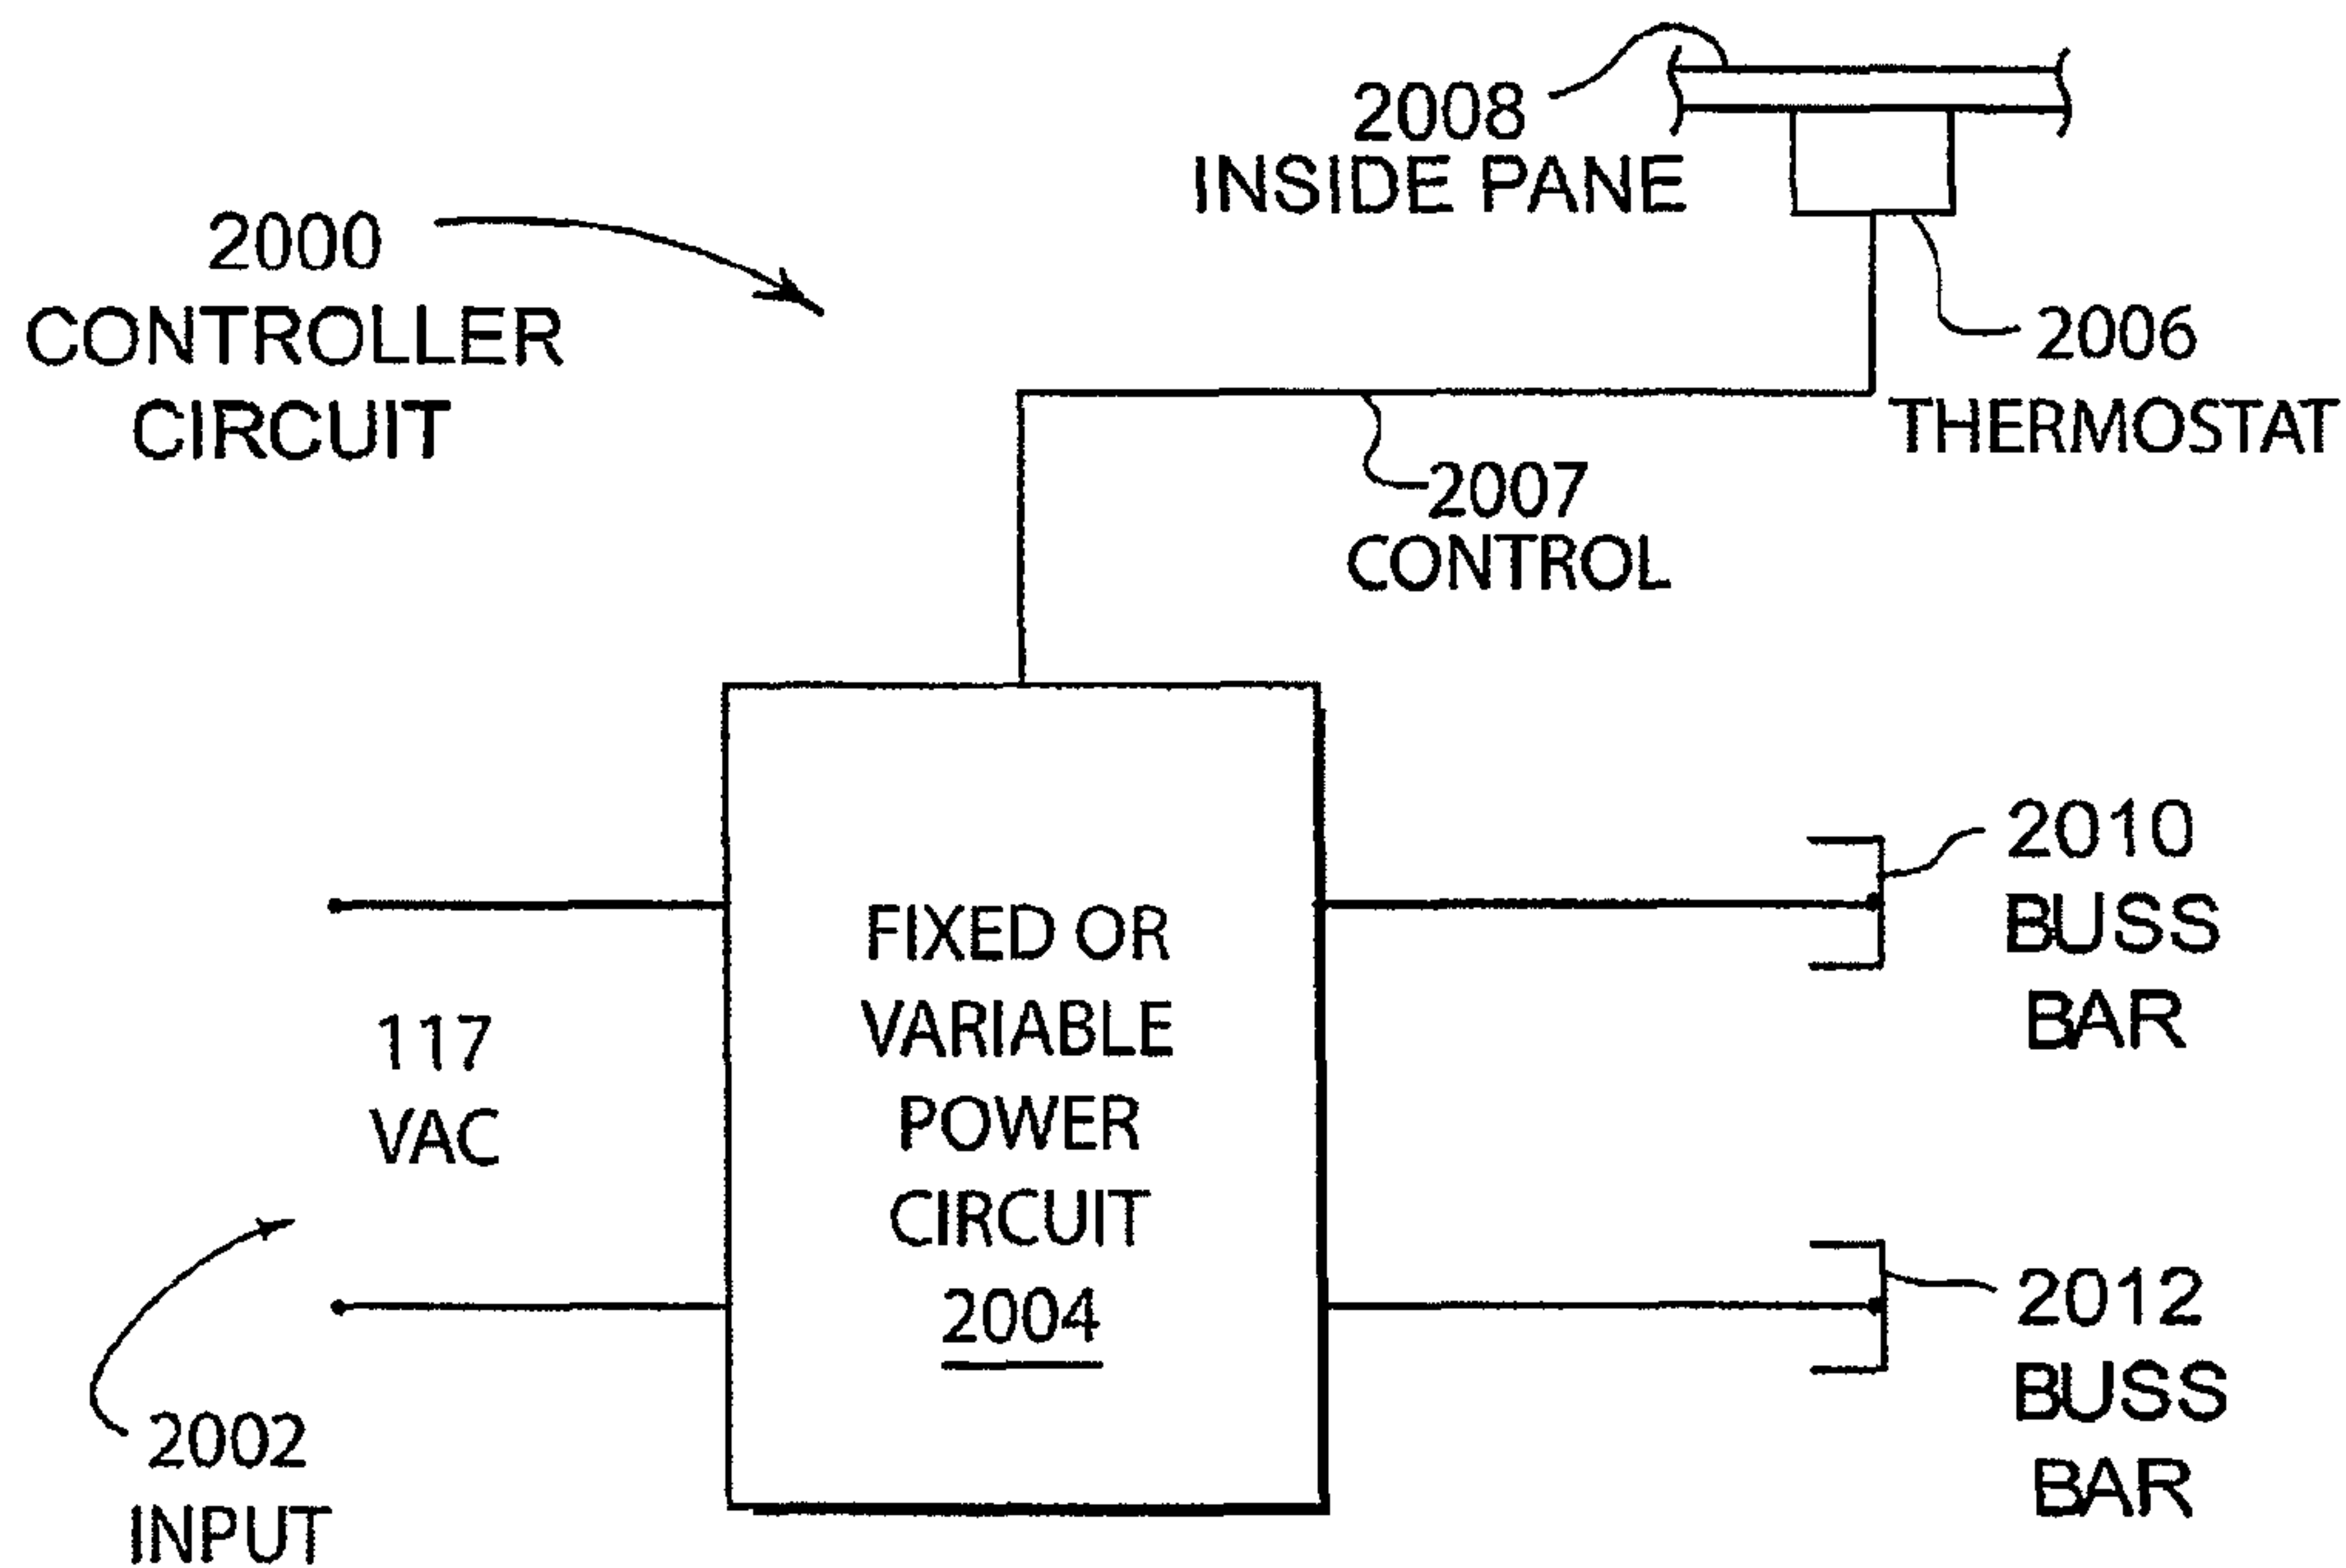 2008
INSIDE PANE
2000
CONTROLLER
CIRCUIT
2006
THERMOSTAT
2007
CONTROL
117
VAC
2002
INPUT
FIXED OR
VARIABLE
POWER
CIRCUIT
2004
2010
BUSS
BAR
2012
BUSS
BAR